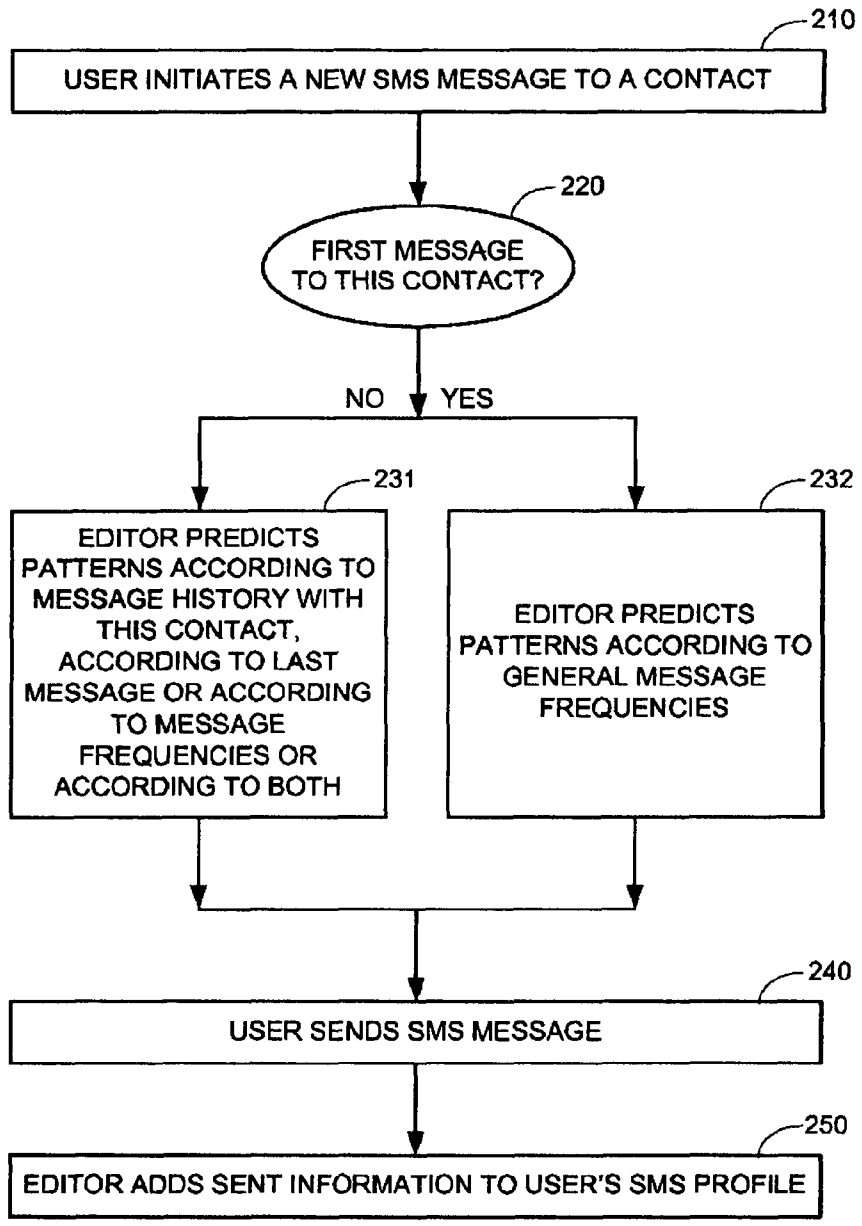 210
USER INITIATES A NEW SMS MESSAGE TO A CONTACT
220
FIRST MESSAGE
TO THIS CONTACT?
NO YES
231
EDITOR PREDICTS
PATTERNS ACCORDING TO
MESSAGE HISTORY WITH
THIS CONTACT,
ACCORDING TO LAST
MESSAGE OR ACCORDING
TO MESSAGE
FREQUENCIES OR
ACCORDING TO BOTH
232
EDITOR PREDICTS
PATTERNS ACCORDING TO
GENERAL MESSAGE
FREQUENCIES
240
USER SENDS SMS MESSAGE
250
EDITOR ADDS SENT INFORMATION TO USER'S SMS PROFILE